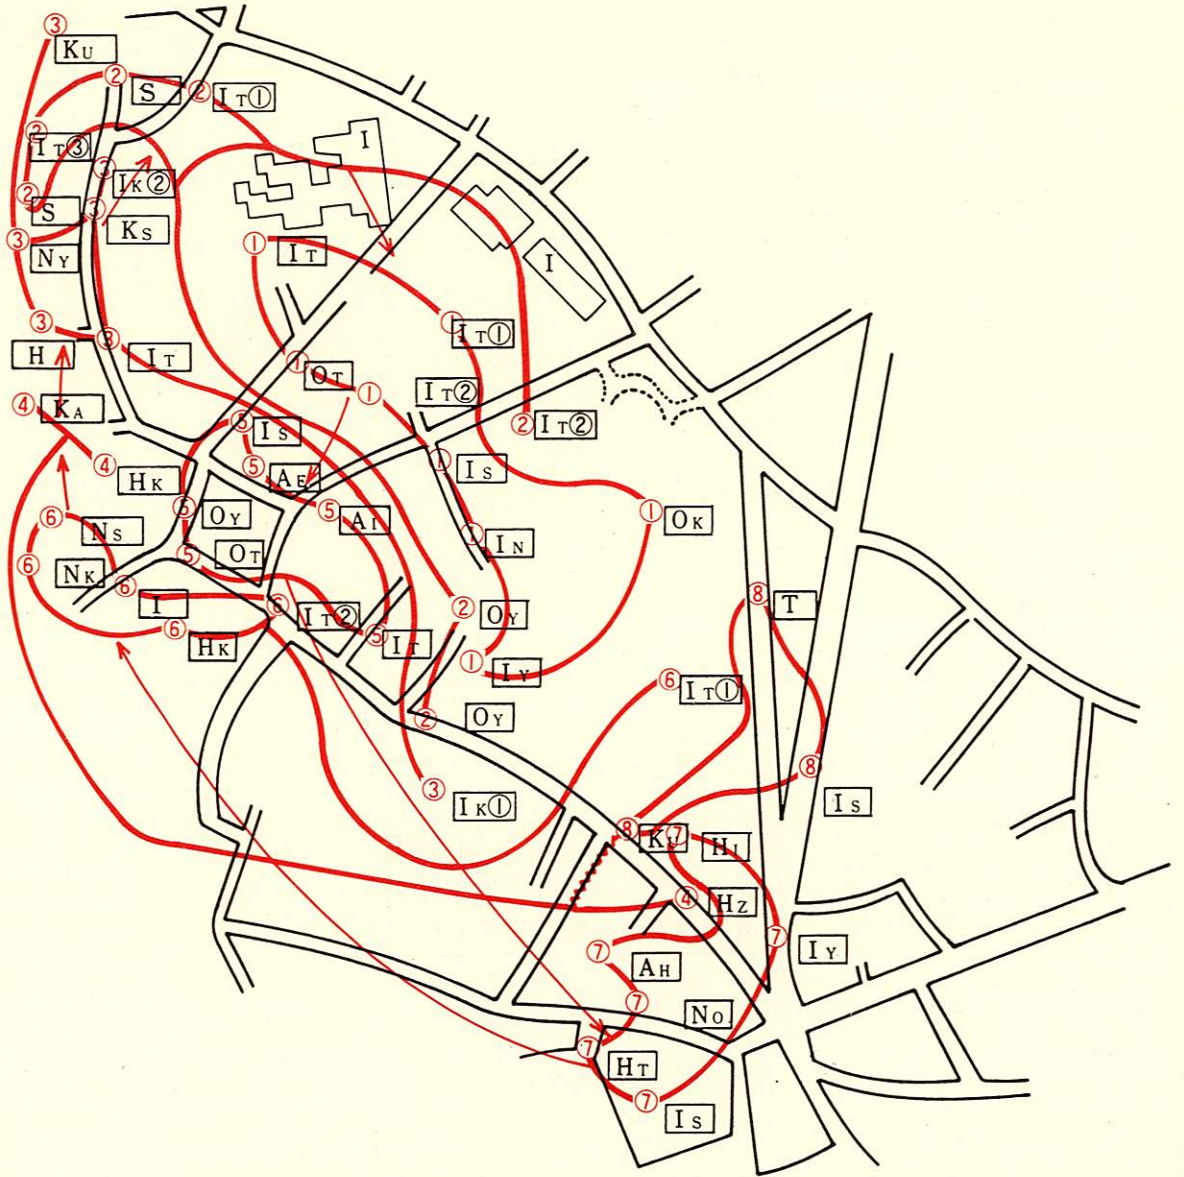 ③
KU
② S ② IT①
② IT③
③ IK②
② S
③ KS
③ NY
I
① IT
I
③ H
③ IT
① IT①
① OT ①
IT②
② IT②
④ KA
④ HK
⑤ IS
⑤ AE
⑤ AI
① IS
① IN
① OK
⑤ OY
⑤ OT
⑥ NS
⑥ NK
⑥ I
⑥ HK
⑥ IT②
⑤ IT
② OY
① IY
② OY
③ IK①
⑥ IT①
⑧ T
⑧ IS
⑧ KU
⑦ HI
④ HZ
⑦ IY
⑦ AH
⑦ NO
⑦ HT
⑦ IS